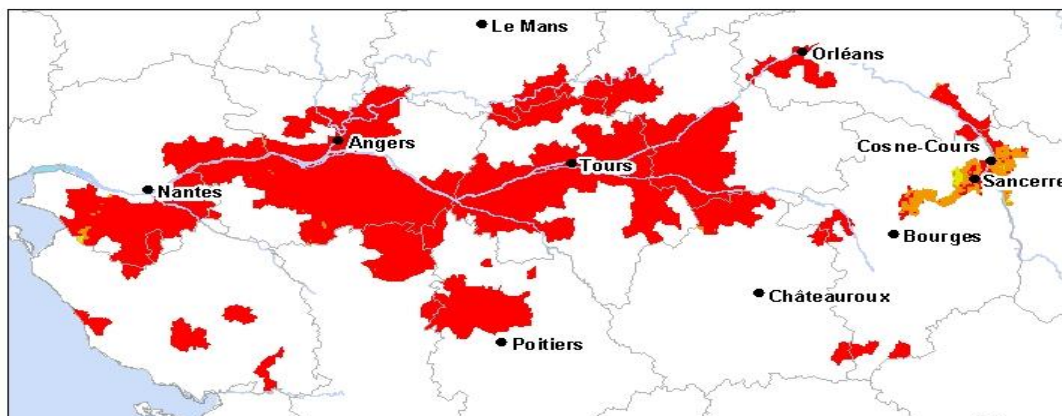 Le Mans
Orléans
Angers
Cosne-Cours
Tours
Sancerre
Nantes
Bourges
Châteauroux
Poitiers